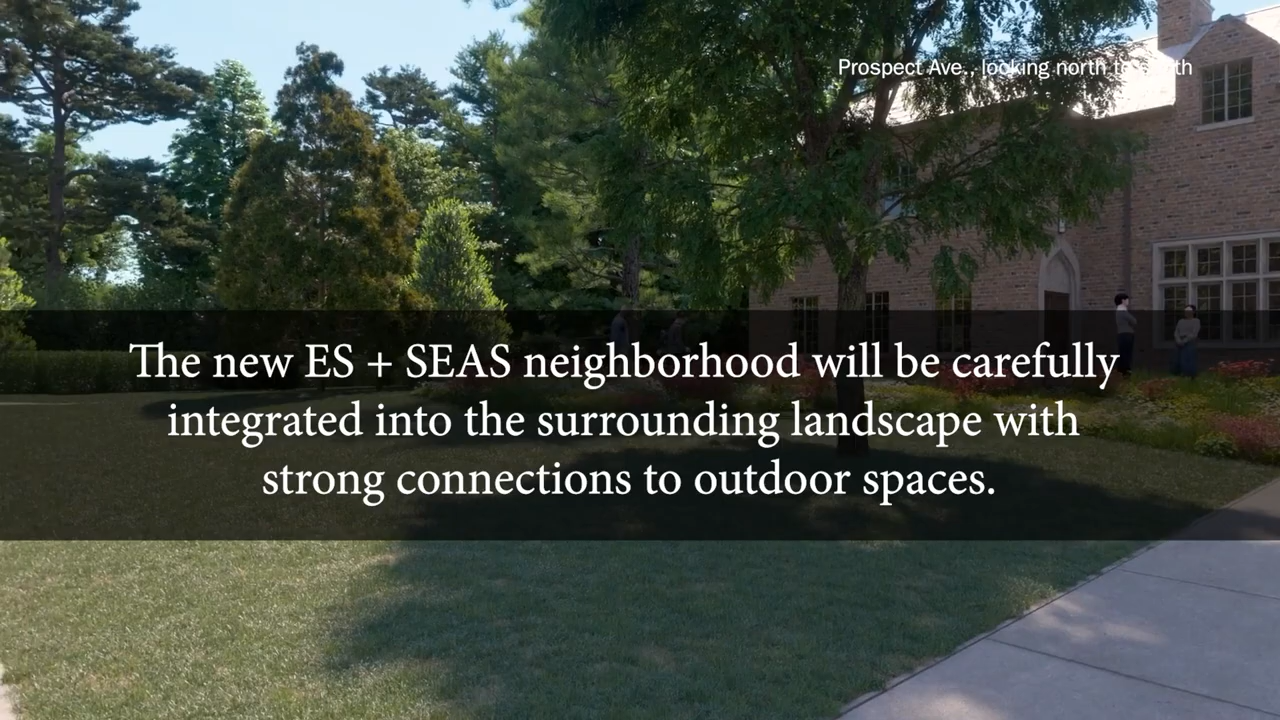 Prospect Ave., looking north to
The new ES + SEAS neighborhood will be carefully
integrated into the surrounding landscape with
strong connections to outdoor spaces.